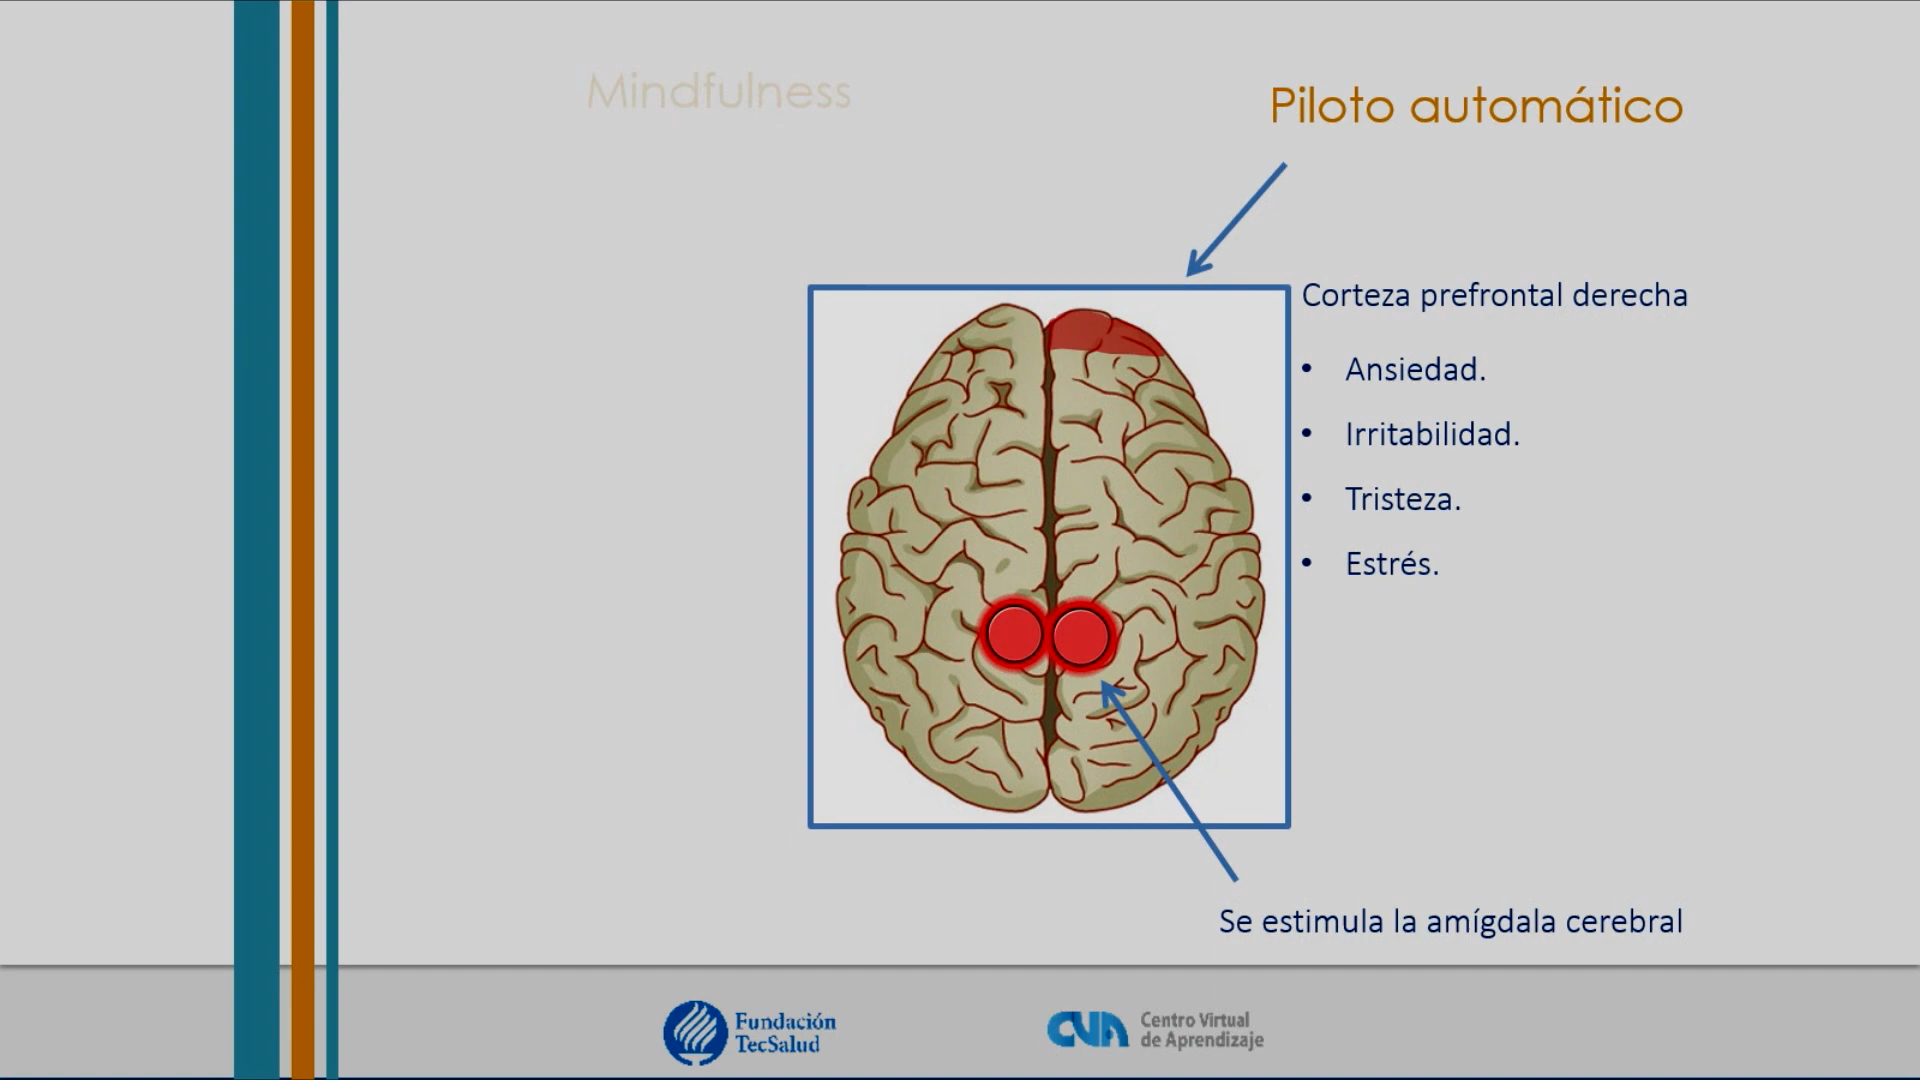 Mindfulness
Piloto automático
Corteza prefrontal derecha
• Ansiedad.
• Irritabilidad.
• Tristeza.
• Estrés.
Se estimula la amígdala cerebral
Fundación
TecSalud
CVA Centro Virtual
de Aprendizaje